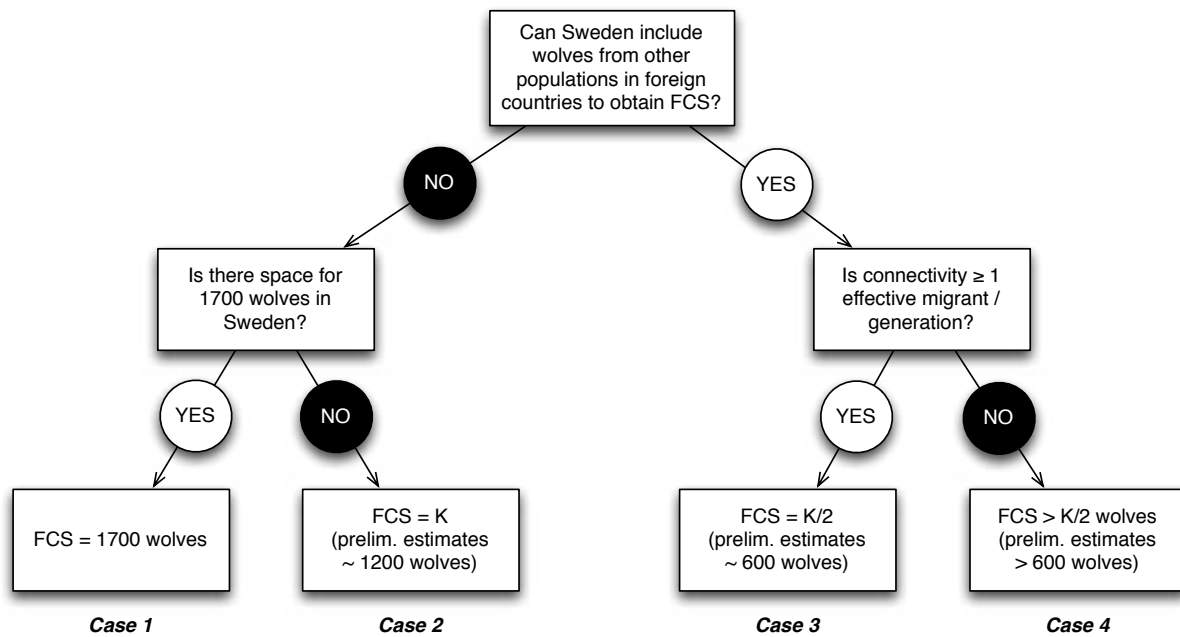 Can Sweden include
wolves from other
populations in foreign
countries to obtain FCS?
NO
YES
Is there space for
1700 wolves in
Sweden?
Is connectivity ≥ 1
effective migrant /
generation?
YES
NO
YES
NO
FCS = 1700 wolves
FCS = K
(prelim. estimates
~ 1200 wolves)
FCS = K/2
(prelim. estimates
~ 600 wolves)
FCS > K/2 wolves
(prelim. estimates
> 600 wolves)
Case 1
Case 2
Case 3
Case 4